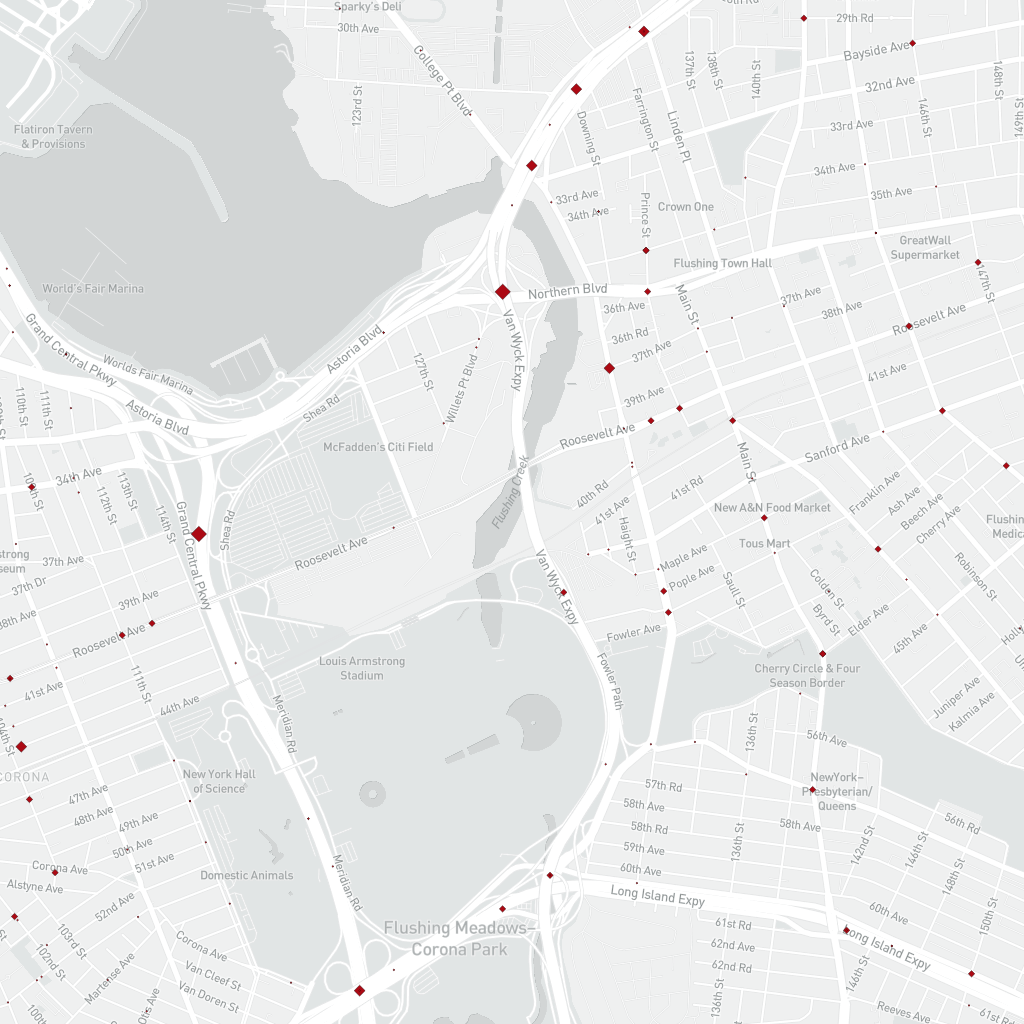 Sparky's Deli
30th Ave
29th Rd
Bayside Ave
College Pt Blvd
137th St
138th St
140th St
32nd Ave
148th St
123rd St
Farrington St
Linden Pl
146th St
149th St
Flatiron Tavern
& Provisions
Downing St
33rd Ave
34th Ave
35th Ave
33rd Ave
34th Ave
Prince St
Crown One
GreatWall
Supermarket
Flushing Town Hall
147th St
World's Fair Marina
Northern Blvd
Main St
37th Ave
38th Ave
36th Ave
Roosevelt Ave
Grand Central Pkwy
Astoria Blvd
Van Wyck Expy
36th Rd
37th Ave
Worlds Fair Marina
127th St
Willets Pt Blvd
41st Ave
110th St
111th St
Astoria Blvd
Shea Rd
39th Ave
McFadden's Citi Field
Roosevelt Ave
Main St
Sanford Ave
34th Ave
112th St
113th St
114th St
Grand Central Pkwy
Shea Rd
Flushing Creek
40th Rd
41st Ave
41st Rd
Franklin Ave
Ash Ave
Beech Ave
Cherry Ave
New A&N Food Market
Haight St
Tous Mart
37th Ave
37th Dr
39th Ave
Roosevelt Ave
Van Wyck Expy
Maple Ave
Pople Ave
Saull St
Colden St
Byrd St
Elder Ave
Robinson St
45th Ave
38th Ave
Roosevelt Ave
Fowler Ave
Louis Armstrong
Stadium
Fowler Path
Cherry Circle & Four
Season Border
41st Ave
111th St
44th Ave
104th St
Meridian Rd
Juniper Ave
Kalmia Ave
136th St
56th Ave
CORONA
New York Hall
of Science
NewYork–
Presbyterian/
Queens
47th Ave
48th Ave
49th Ave
50th Ave
51st Ave
57th Rd
58th Ave
58th Rd
59th Ave
60th Ave
58th Ave
136th St
142nd St
146th St
148th St
56th Rd
Corona Ave
Alstyne Ave
Domestic Animals
Meridian Rd
52nd Ave
Long Island Expy
60th Ave
150th St
61st Rd
62nd Ave
62nd Rd
Long Island Expy
Flushing Meadows–
Corona Park
103rd St
102nd St
Corona Ave
Van Cleef St
Van Doren St
Martense Ave
Otis Ave
100th St
136th St
146th St
Reeves Ave
61st Rd